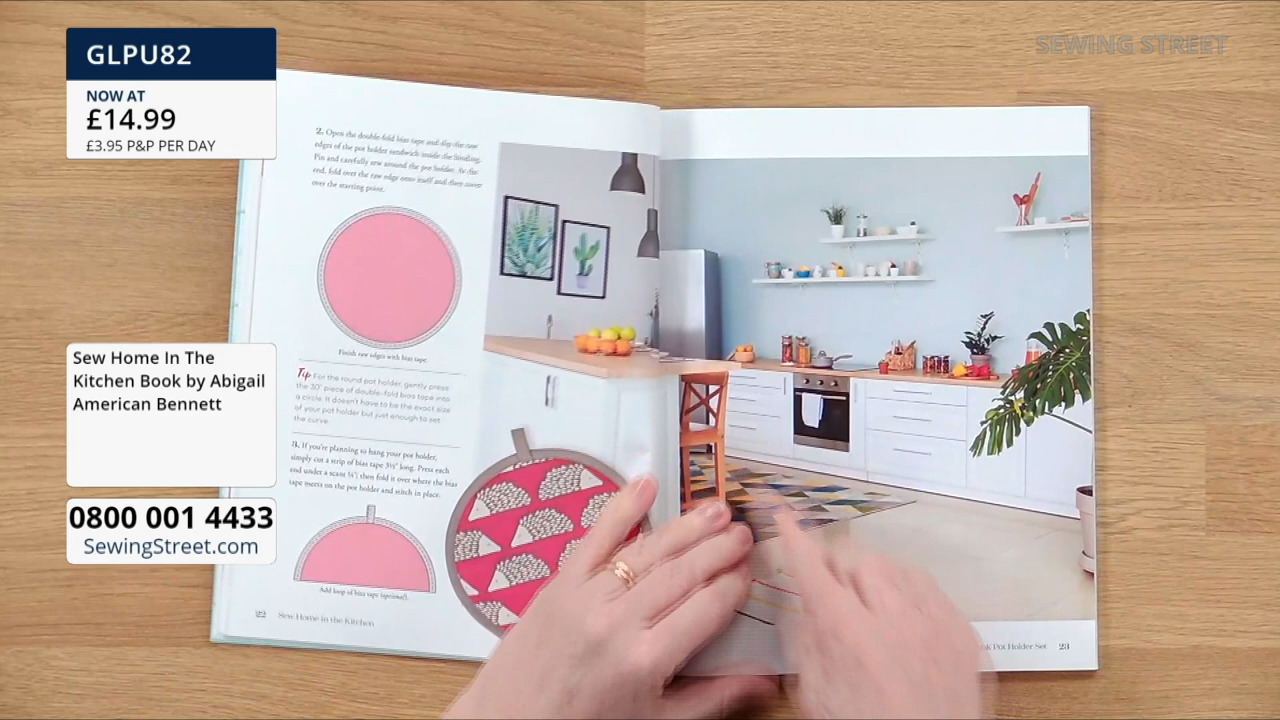 GLPU82
NOW AT
£14.99
£3.95 P&P PER DAY
SEWING STREET
2. Open the double-fold bias tape and slip the raw
edges of the pot holder sandwich inside the binding.
Pin and carefully sew around the pot holder. At the
end, fold over the raw edge onto itself and then cover
over the starting point.
Finish raw edges with bias tape.
Tip For the round pot holder, gently press
the 30" piece of double-fold bias tape into
a circle. It doesn't have to be the exact size
of your pot holder but just enough to set
the curve.
3. If you're planning to hang your pot holder,
simply cut a strip of bias tape 3½" long. Press each
end under a scant ¼"; then fold it over where the bias
tape meets on the pot holder and stitch in place.
Add loop of bias tape (optional).
22 Sew Home in the Kitchen
Pot Holder Set 23
Sew Home In The
Kitchen Book by Abigail
American Bennett
0800 001 4433
SewingStreet.com